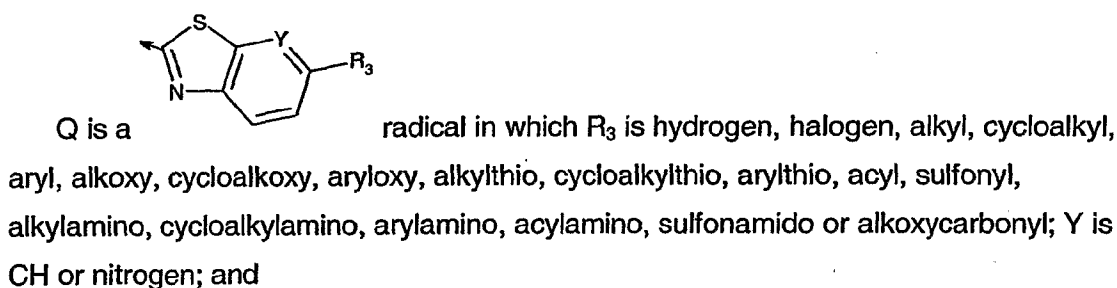 S
Y
R₃
N
Q is a radical in which R₃ is hydrogen, halogen, alkyl, cycloalkyl,
aryl, alkoxy, cycloalkoxy, aryloxy, alkylthio, cycloalkylthio, arylthio, acyl, sulfonyl,
alkylamino, cycloalkylamino, arylamino, acylamino, sulfonamido or alkoxycarbonyl; Y is
CH or nitrogen; and